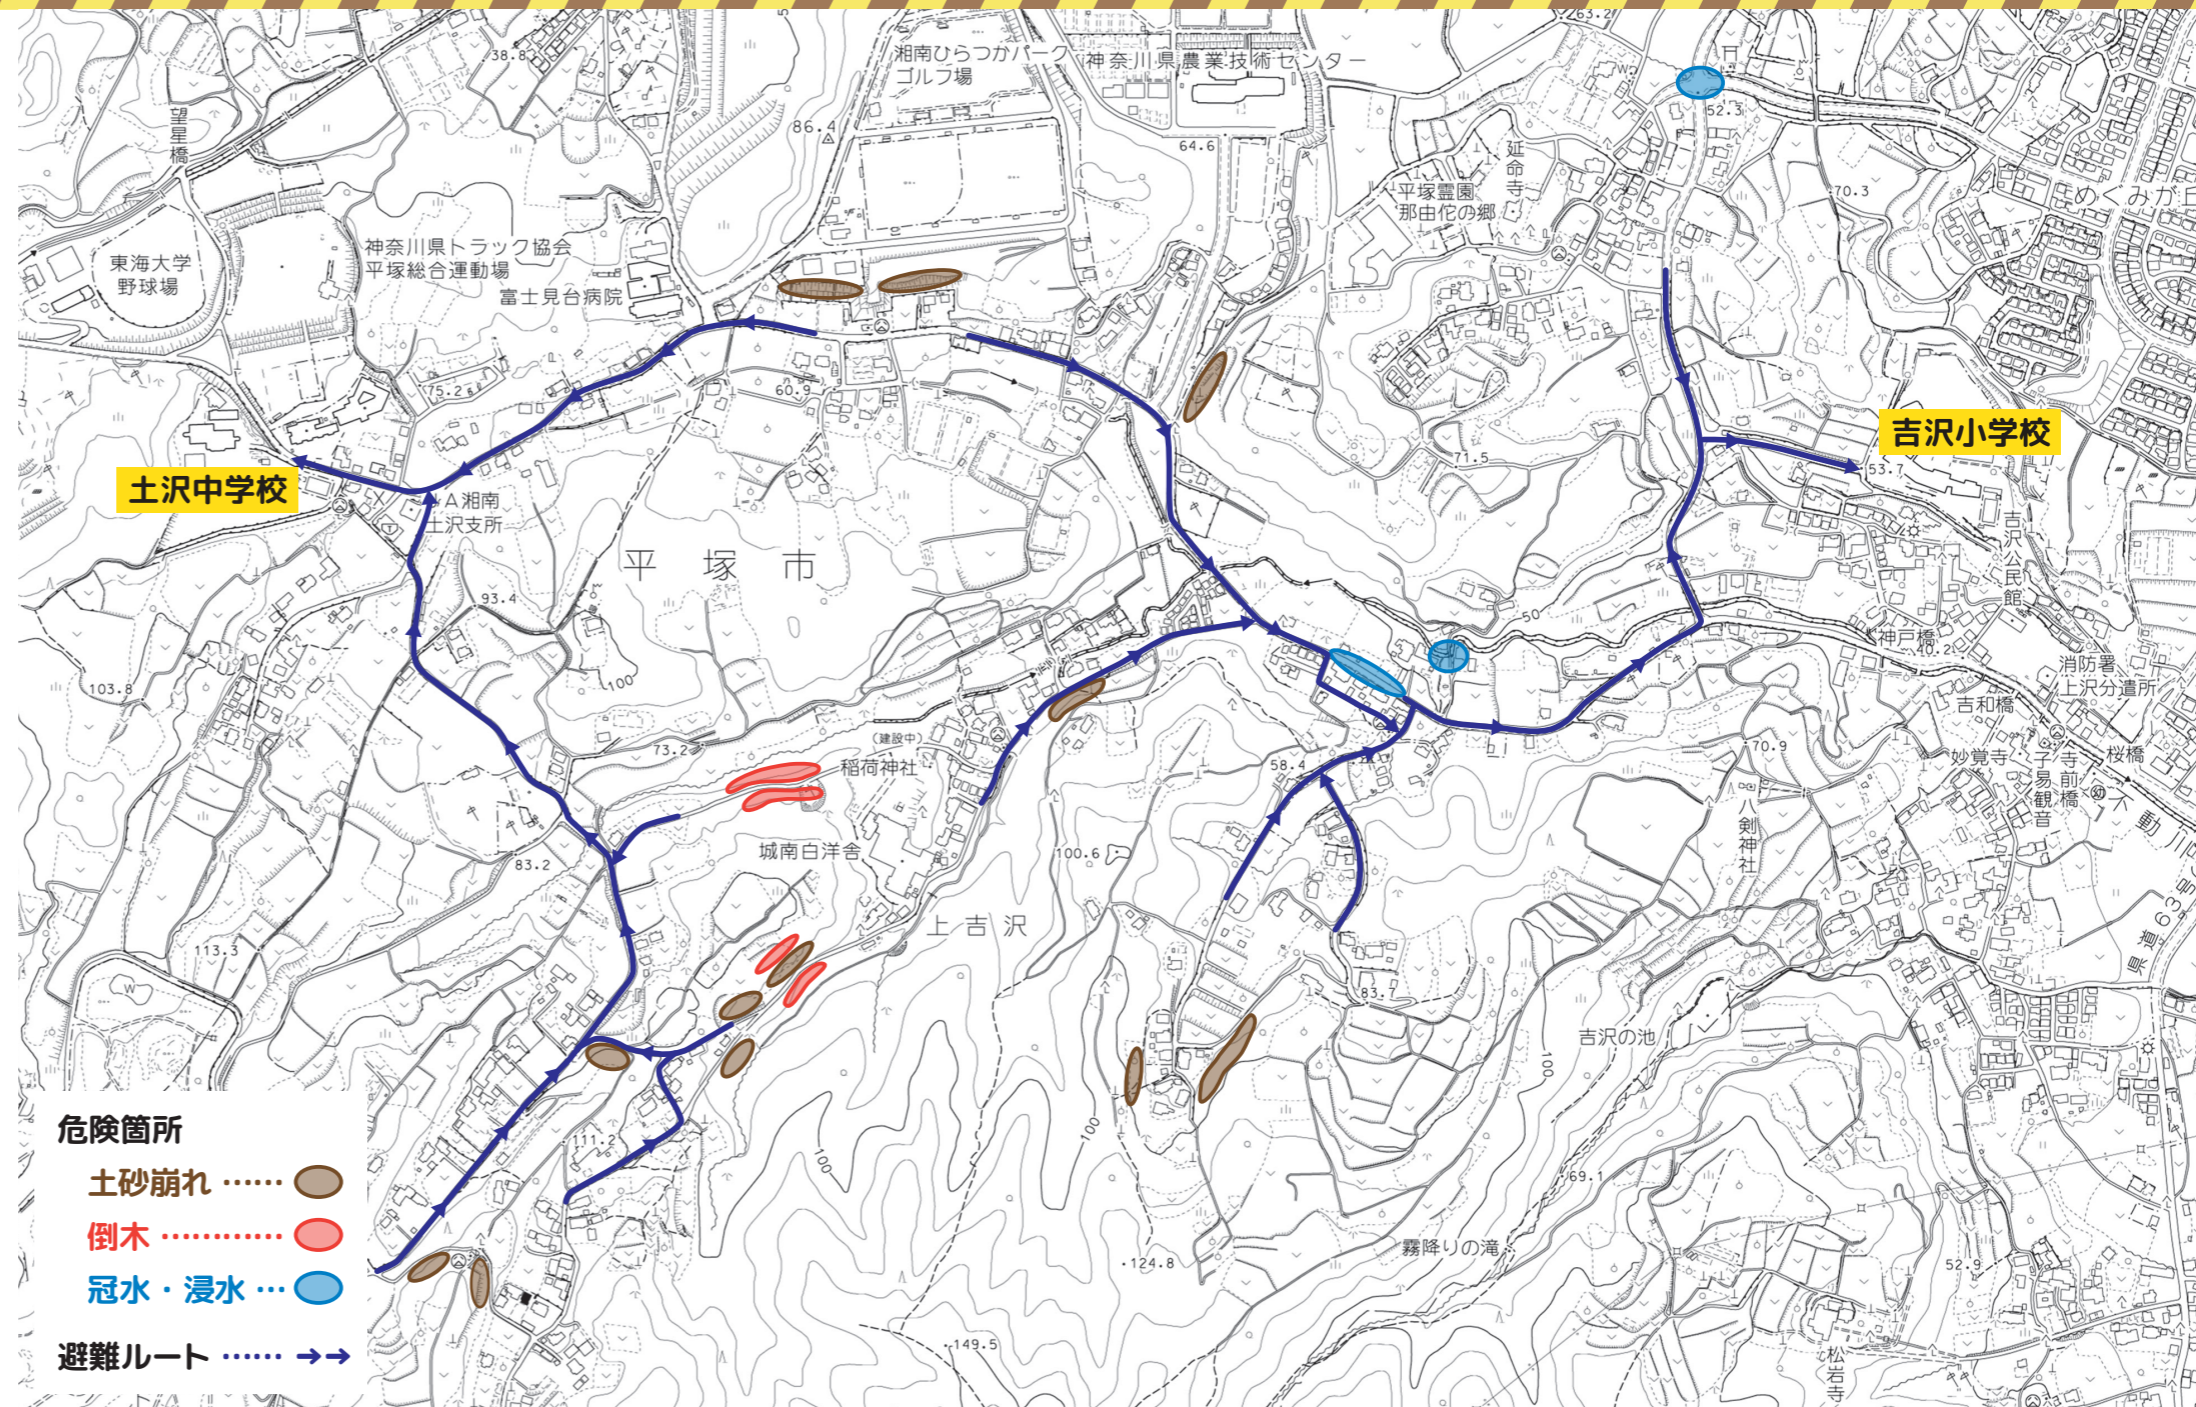 湘南ひらつかパーク
ゴルフ場
神奈川県農業技術センター
63.2
38.8
望星橋
86.4
64.6
52.3
延命寺
平塚霊園
那由佗の郷
70.3
めぐみが丘
東海大学
野球場
神奈川県トラック協会
平塚総合運動場
富士見台病院
75.2
60.9
71.5
吉沢小学校
53.7
土沢中学校
JA湘南
土沢支所
平塚市
吉沢公民館
93.4
50
神戸橋
40.2
103.8
100
消防署
上沢分遣所
吉和橋
73.2
(建設中)
稲荷神社
58.4
70.9
妙覚寺
子易観音
寺前橋
桜橋
幼
不動川
八剣神社
83.2
城南白洋舎
100.6
上吉沢
県道63号
113.3
W
83.7
吉沢の池
100
100
100
111.2
69.1
霧降りの滝
124.8
52.9
149.5
松岩寺
危険箇所
土砂崩れ ……
倒木 …………
冠水・浸水 …
避難ルート …… →→